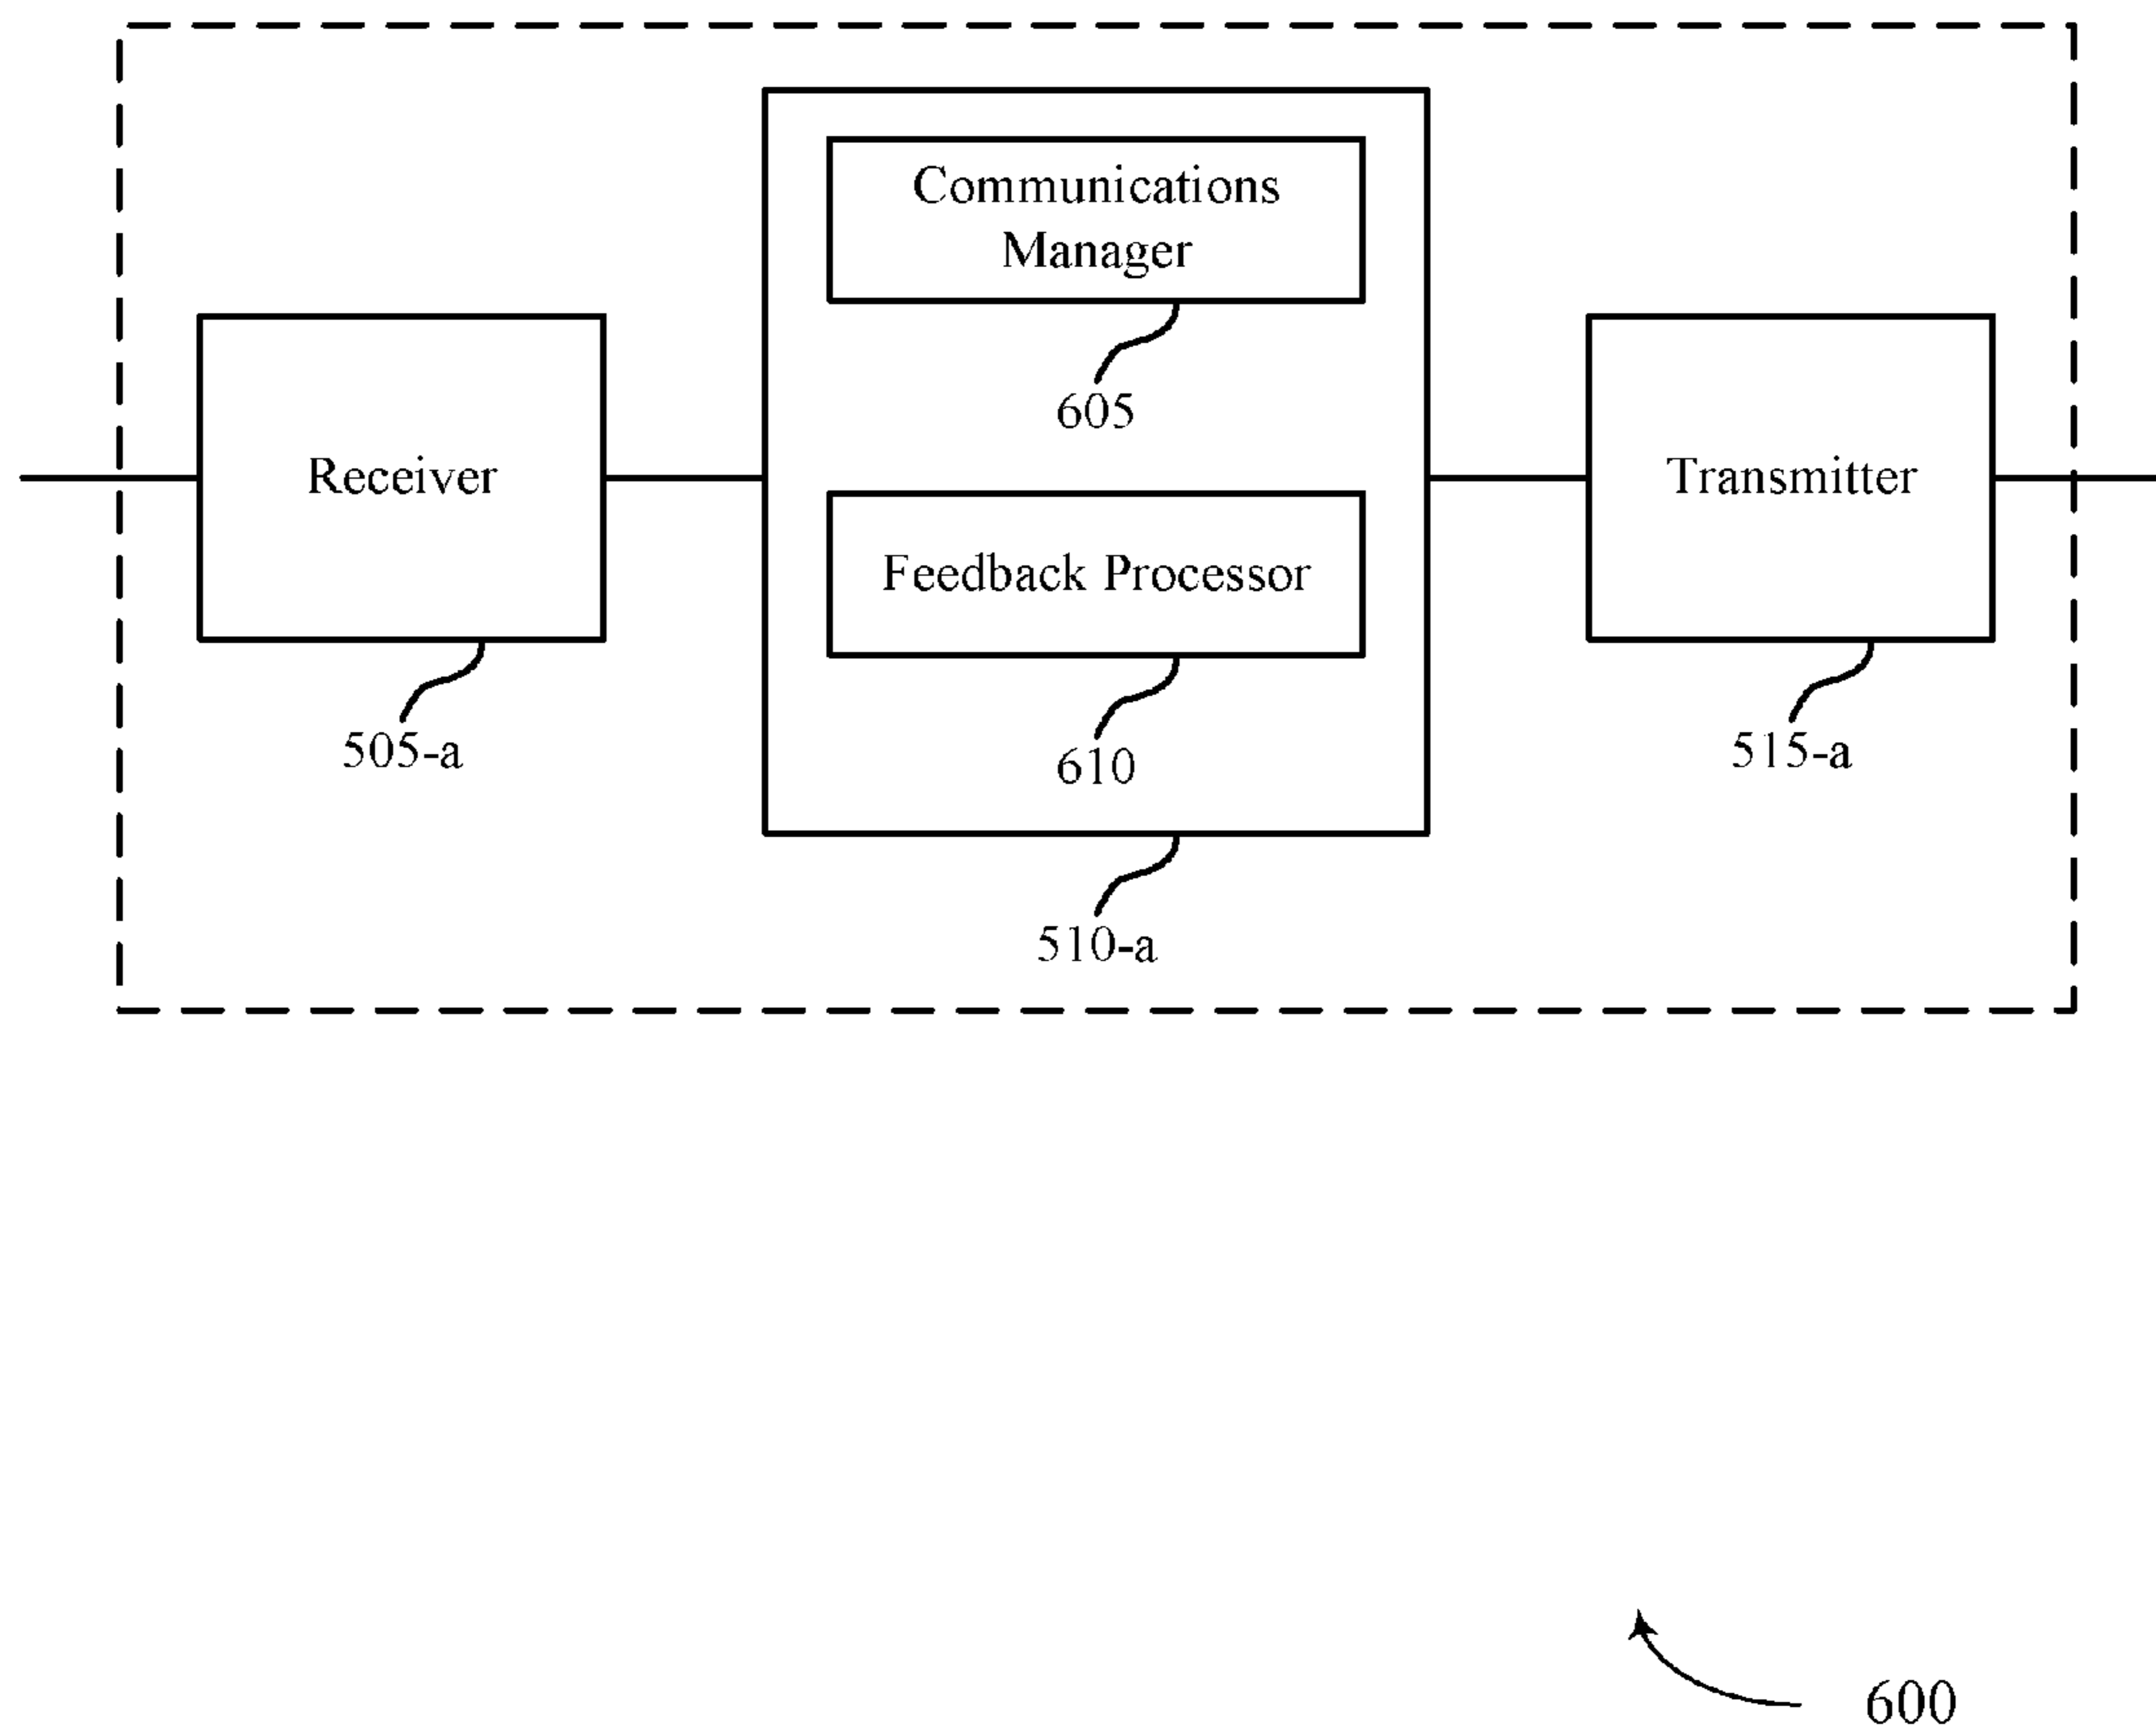 Communications
Manager
605
Receiver
Transmitter
Feedback Processor
505-a
610
515-a
510-a
600